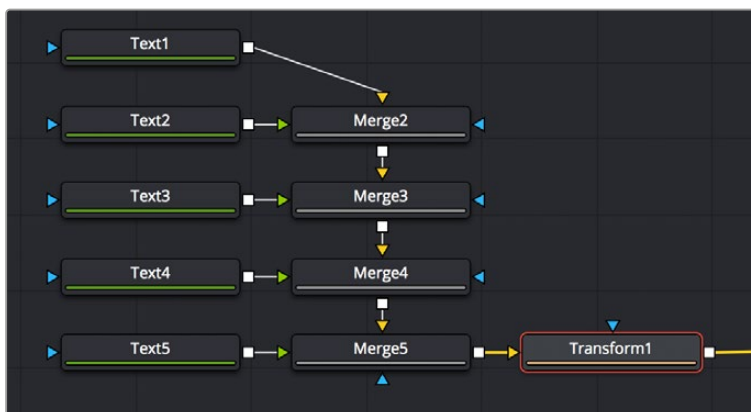 Text1
Text2 Merge2
Text3 Merge3
Text4 Merge4
Text5 Merge5 Transform1